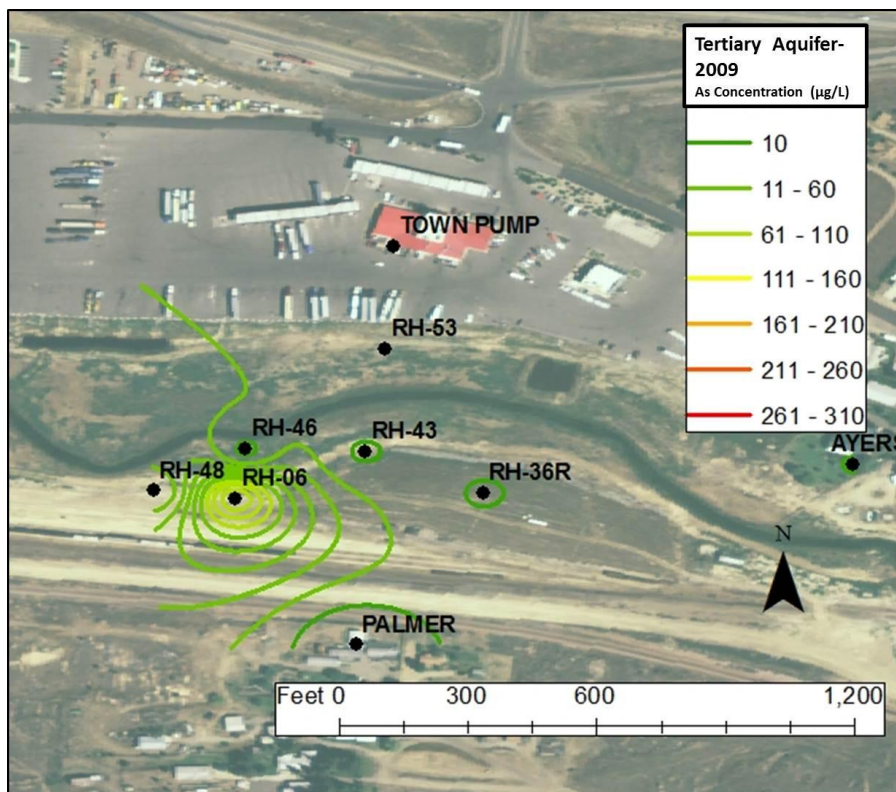 Tertiary Aquifer-
2009
As Concentration (µg/L)
10
11 - 60
61 - 110
111 - 160
161 - 210
211 - 260
261 - 310
TOWN PUMP
RH-53
RH-46
RH-43
RH-48
RH-06
RH-36R
AYERS
N
PALMER
Feet 0 300 600 1,200